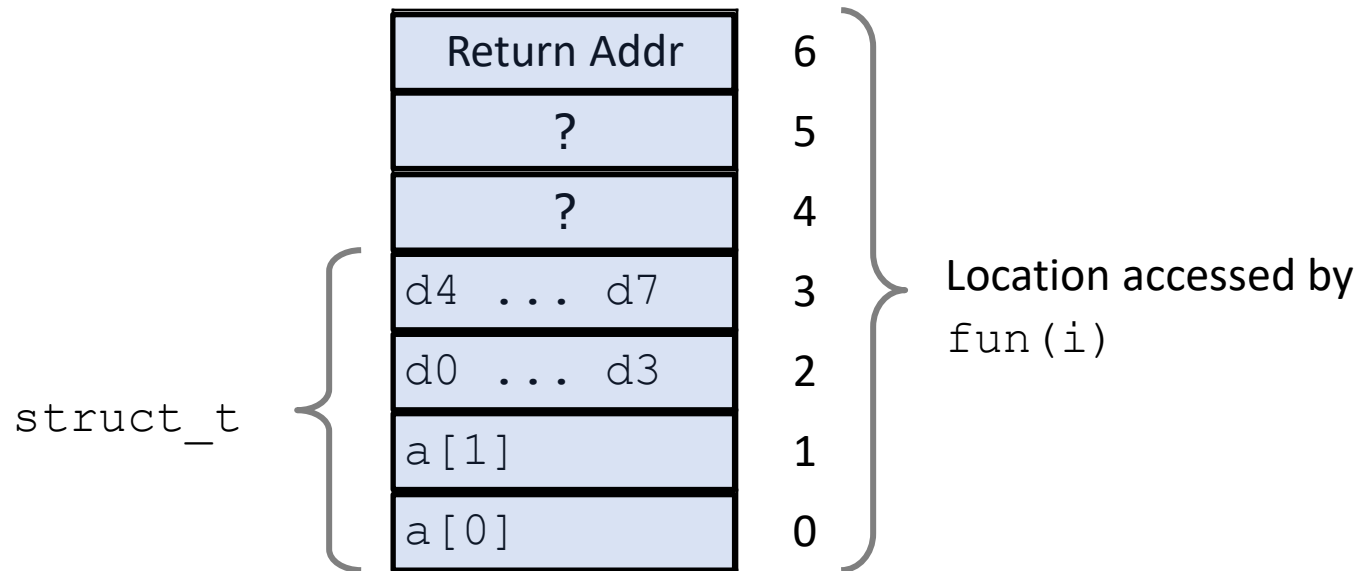 Return Addr 6
? 5
? 4
d4 ... d7 3
d0 ... d3 2
a[1] 1
a[0] 0
struct_t
Location accessed by
fun(i)